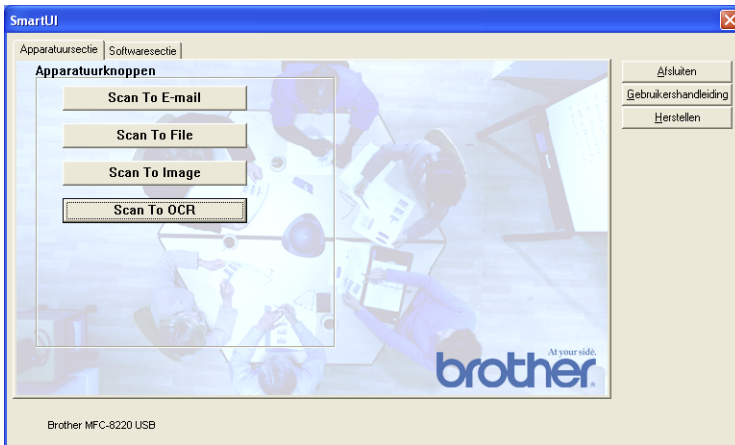 SmartUI
Apparatuursectie
Softwaresectie
Apparatuurknoppen
Scan To E-mail
Scan To File
Scan To Image
Scan To OCR
Afsluiten
Gebruikershandleiding
Herstellen
At your side.
brother.
Brother MFC-8220 USB